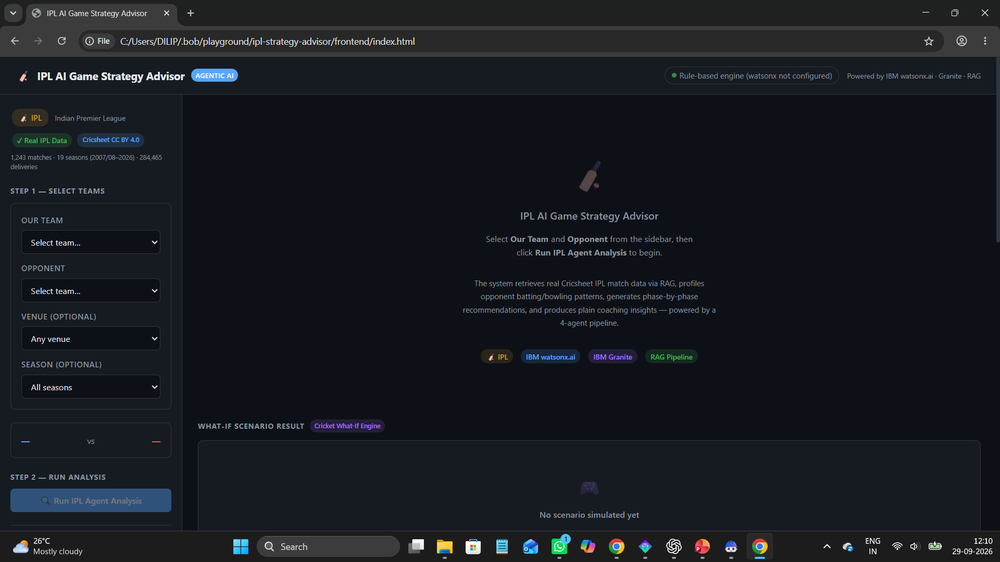 IPL AI Game Strategy Advisor
File
C:/Users/DILIP/.bob/playground/ipl-strategy-advisor/frontend/index.html
IPL AI Game Strategy Advisor
AGENTIC AI
Rule-based engine (watsonx not configured)
Powered by IBM watsonx.ai · Granite · RAG
IPL
Indian Premier League
✓ Real IPL Data
Cricsheet CC BY 4.0
1,243 matches · 19 seasons (2007/08–2026) · 284,465
deliveries
STEP 1 — SELECT TEAMS
OUR TEAM
Select team...
OPPONENT
Select team...
VENUE (OPTIONAL)
Any venue
SEASON (OPTIONAL)
All seasons
— VS —
STEP 2 — RUN ANALYSIS
Run IPL Agent Analysis
IPL AI Game Strategy Advisor
Select Our Team and Opponent from the sidebar, then
click Run IPL Agent Analysis to begin.
The system retrieves real Cricsheet IPL match data via RAG, profiles
opponent batting/bowling patterns, generates phase-by-phase
recommendations, and produces plain coaching insights — powered by a
4-agent pipeline.
IPL
IBM watsonx.ai
IBM Granite
RAG Pipeline
WHAT-IF SCENARIO RESULT
Cricket What-If Engine
No scenario simulated yet
26°C
Mostly cloudy
Search
1
ENG
IN
12:10
29-09-2026